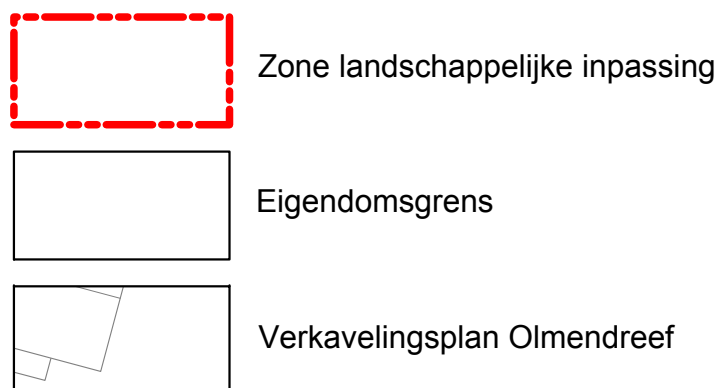 Zone landschappelijke inpassing
Eigendomsgrens
Verkavelingsplan Olmendreef